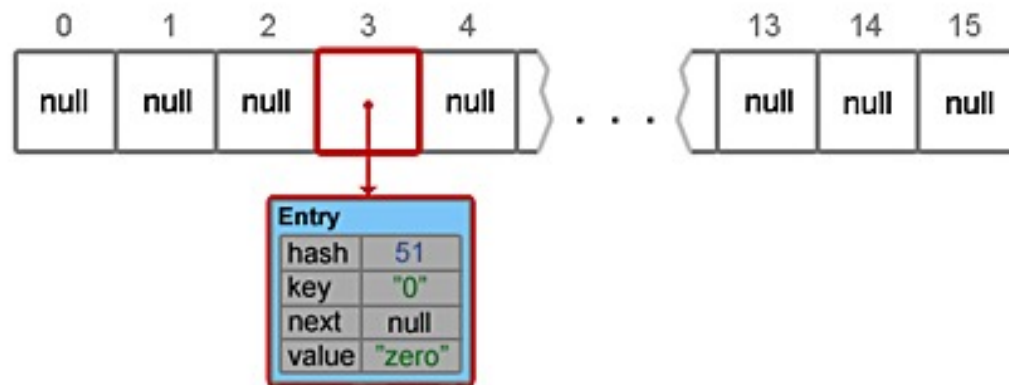 0 1 2 3 4 13 14 15
null null null null . . . null null null
Entry
hash 51
key "0"
next null
value "zero"